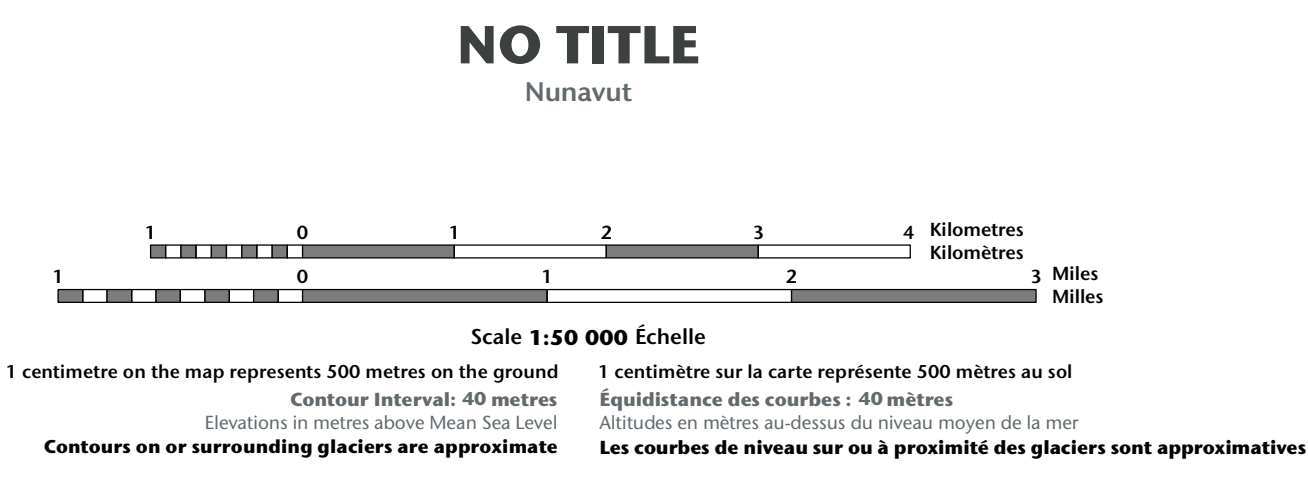 NO TITLE
Nunavut
1 0 1 2 3 4 Kilometres
Kilomètres
1 0 1 2 3 Miles
Milles
Scale 1:50 000 Échelle
1 centimetre on the map represents 500 metres on the ground
Contour Interval: 40 metres
Elevations in metres above Mean Sea Level
Contours on or surrounding glaciers are approximate
1 centimètre sur la carte représente 500 mètres au sol
Équidistance des courbes : 40 mètres
Altitudes en mètres au-dessus du niveau moyen de la mer
Les courbes de niveau sur ou à proximité des glaciers sont approximatives